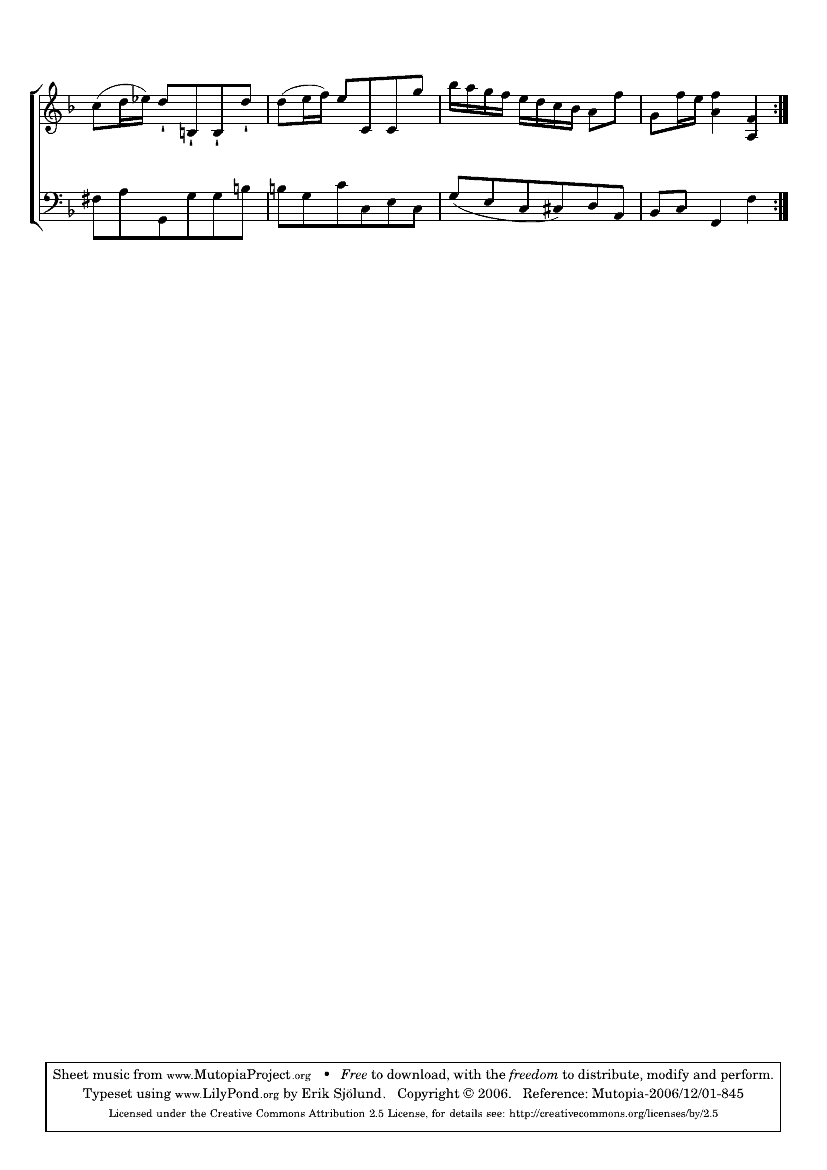 Sheet music from www.MutopiaProject.org • Free to download, with the freedom to distribute, modify and perform.
Typeset using www.LilyPond.org by Erik Sjölund. Copyright © 2006. Reference: Mutopia-2006/12/01-845
Licensed under the Creative Commons Attribution 2.5 License, for details see: http://creativecommons.org/licenses/by/2.5